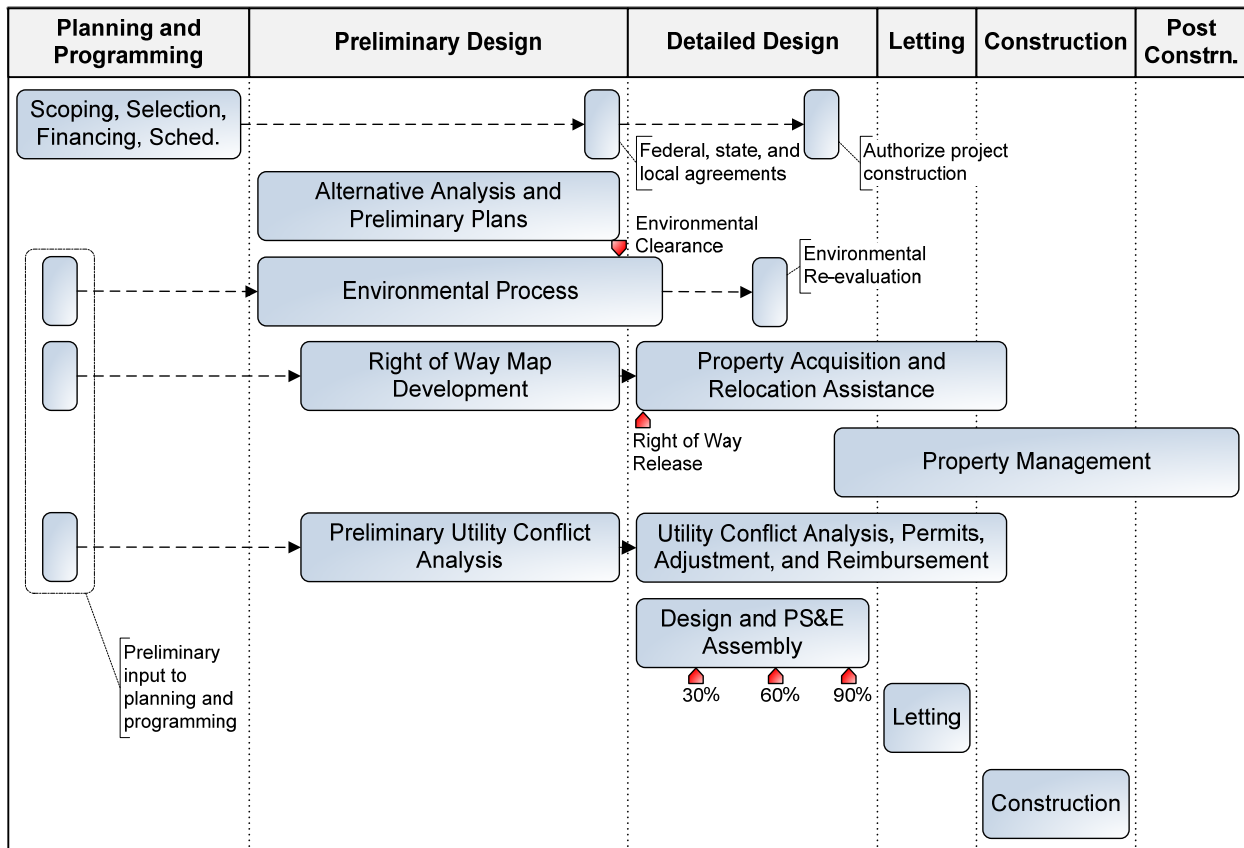 Planning and
Programming
Preliminary Design
Detailed Design
Letting
Construction
Post
Constrn.
Scoping, Selection,
Financing, Sched.
Federal, state, and
local agreements
Authorize project
construction
Alternative Analysis and
Preliminary Plans
Environmental
Clearance
Environmental Process
Environmental
Re-evaluation
Right of Way Map
Development
Property Acquisition and
Relocation Assistance
Right of Way
Release
Property Management
Preliminary Utility Conflict
Analysis
Utility Conflict Analysis, Permits,
Adjustment, and Reimbursement
Design and PS&E
Assembly
30%
60%
90%
Preliminary
input to
planning and
programming
Letting
Construction